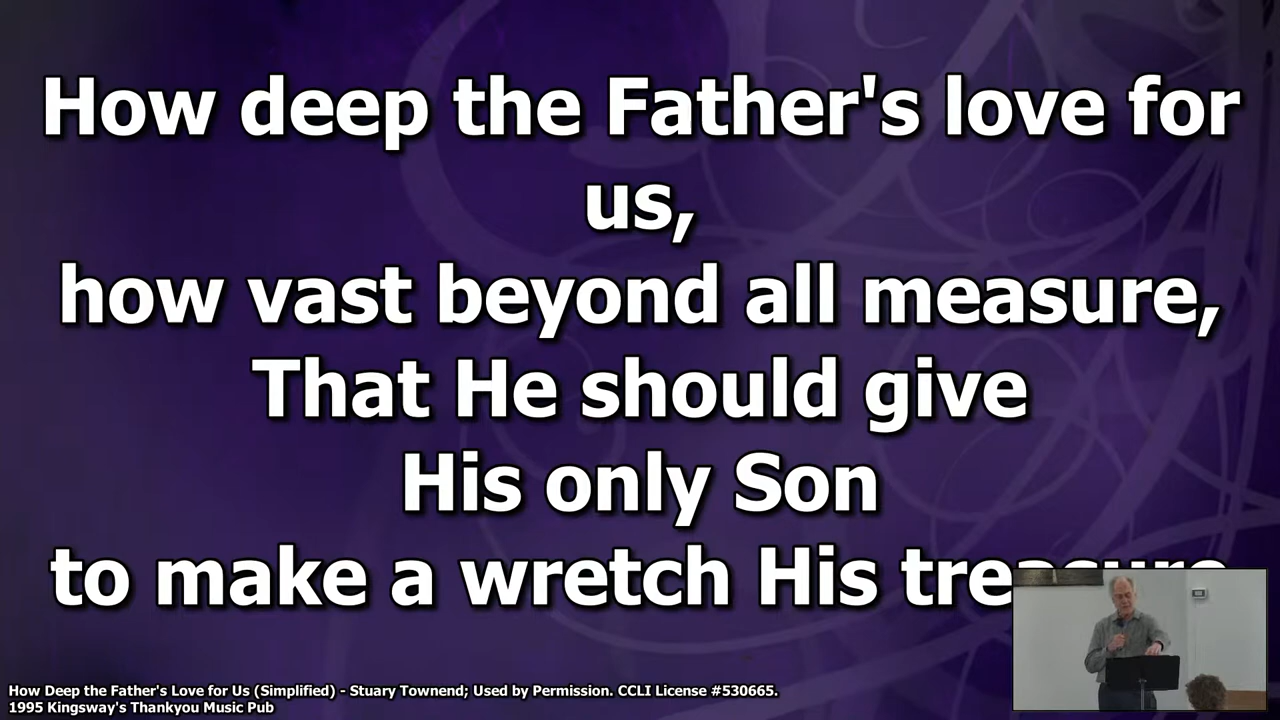 How deep the Father's love for
us,
how vast beyond all measure,
That He should give
His only Son
to make a wretch His treasure
How Deep the Father's Love for Us (Simplified) - Stuary Townend; Used by Permission. CCLI License #530665.
1995 Kingsway's Thankyou Music Pub